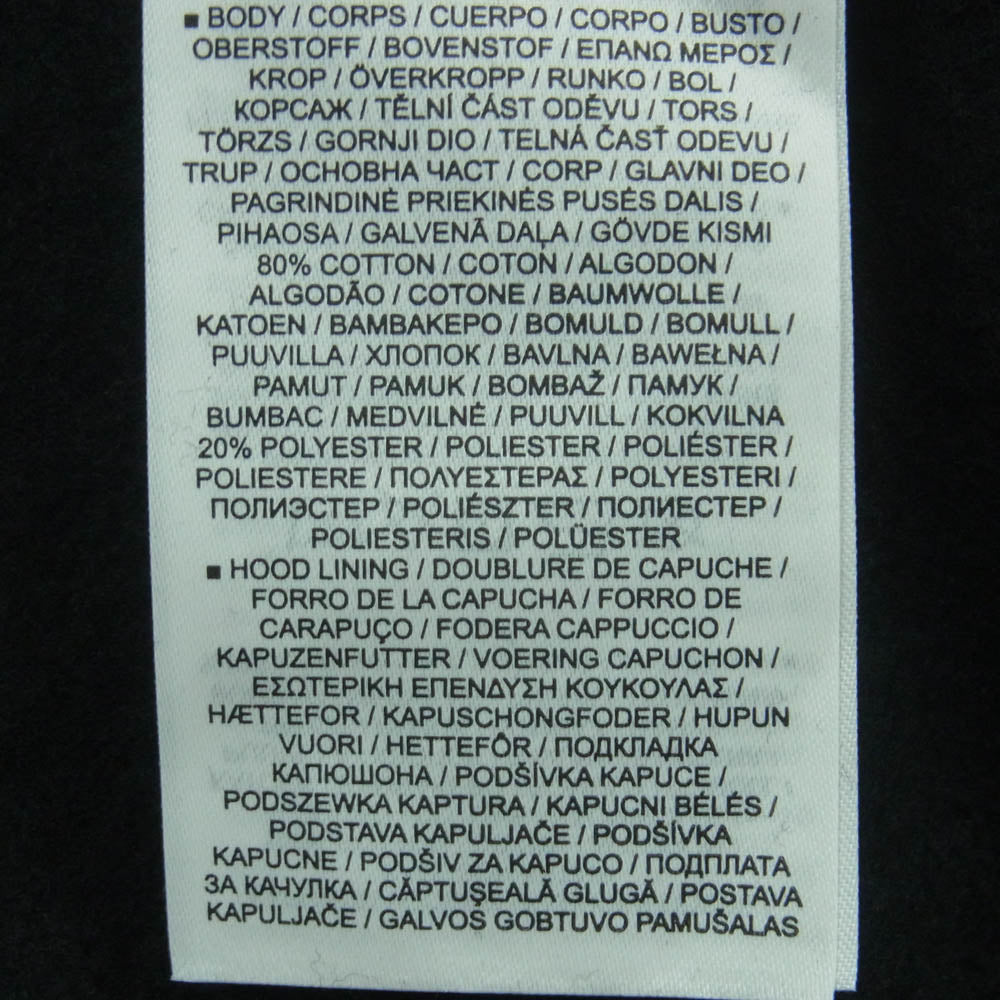 ▪ BODY / CORPS / CUERPO / CORPO / BUSTO /
OBERSTOFF / BOVENSTOF / ΕΠΑΝΩ ΜΕΡΟΣ /
KROP / ÖVERKROPP / RUNKO / BOL /
КОРСАЖ / TĚLNÍ ČÁST ODĚVU / TORS /
TÖRZS / GORNJI DIO / TELNÁ ČASŤ ODEVU /
TRUP / ОСНОВНА ЧАСТ / CORP / GLAVNI DEO /
PAGRINDINĖ PRIEKINĖS PUSĖS DALIS /
PIHAOSA / GALVENĀ DAĻA / GÖVDE KISMI
80% COTTON / COTON / ALGODON /
ALGODÃO / COTONE / BAUMWOLLE /
KATOEN / ΒΑΜΒΑΚΕΡΟ / BOMULD / BOMULL /
PUUVILLA / ХЛОПОК / BAVLNA / BAWEŁNA /
PAMUT / PAMUK / BOMBAŽ / ПАМУК /
BUMBAC / MEDVILNĖ / PUUVILL / KOKVILNA
20% POLYESTER / POLIESTER / POLIÉSTER /
POLIESTERE / ΠΟΛΥΕΣΤΕΡΑΣ / POLYESTERI /
ПОЛИЭСТЕР / POLIÉSZTER / ПОЛИЕСТЕР /
POLIESTERIS / POLÜESTER
▪ HOOD LINING / DOUBLURE DE CAPUCHE /
FORRO DE LA CAPUCHA / FORRO DE
CARAPUÇO / FODERA CAPPUCCIO /
KAPUZENFUTTER / VOERING CAPUCHON /
ΕΣΩΤΕΡΙΚΗ ΕΠΕΝΔΥΣΗ ΚΟΥΚΟΥΛΑΣ /
HÆTTEFOR / KAPUSCHONGFODER / HUPUN
VUORI / HETTEFÔR / ПОДКЛАДКА
КАПЮШОНА / PODŠÍVKA KAPUCE /
PODSZEWKA KAPTURA / KAPUCNI BÉLÉS /
PODSTAVA KAPULJAČE / PODŠÍVKA
KAPUCNE / PODŠIV ZA KAPUCO / ПОДПЛАТА
ЗА КАЧУЛКА / CĂPTUŞEALĂ GLUGĂ / POSTAVA
KAPULJAČE / GALVOS GOBTUVO PAMUŠALAS